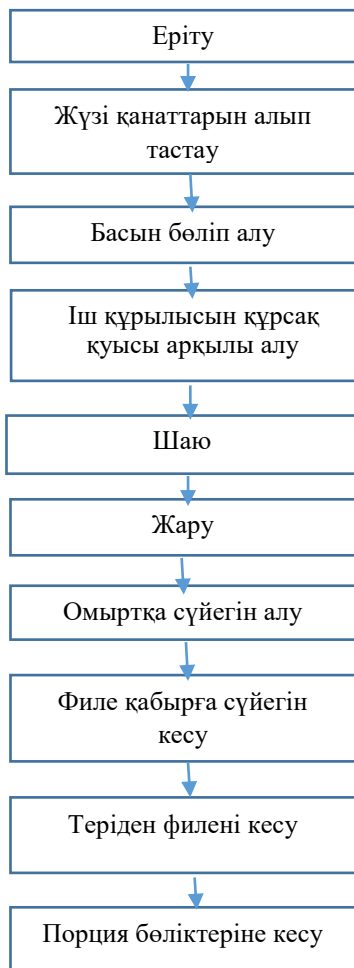 Еріту
Жүзі қанаттарын алып
тастау
Басын бөліп алу
Іш құрылысын құрсақ
қуысы арқылы алу
Шаю
Жару
Омыртқа сүйегін алу
Филе қабырға сүйегін
кесу
Теріден филені кесу
Порция бөліктеріне кесу